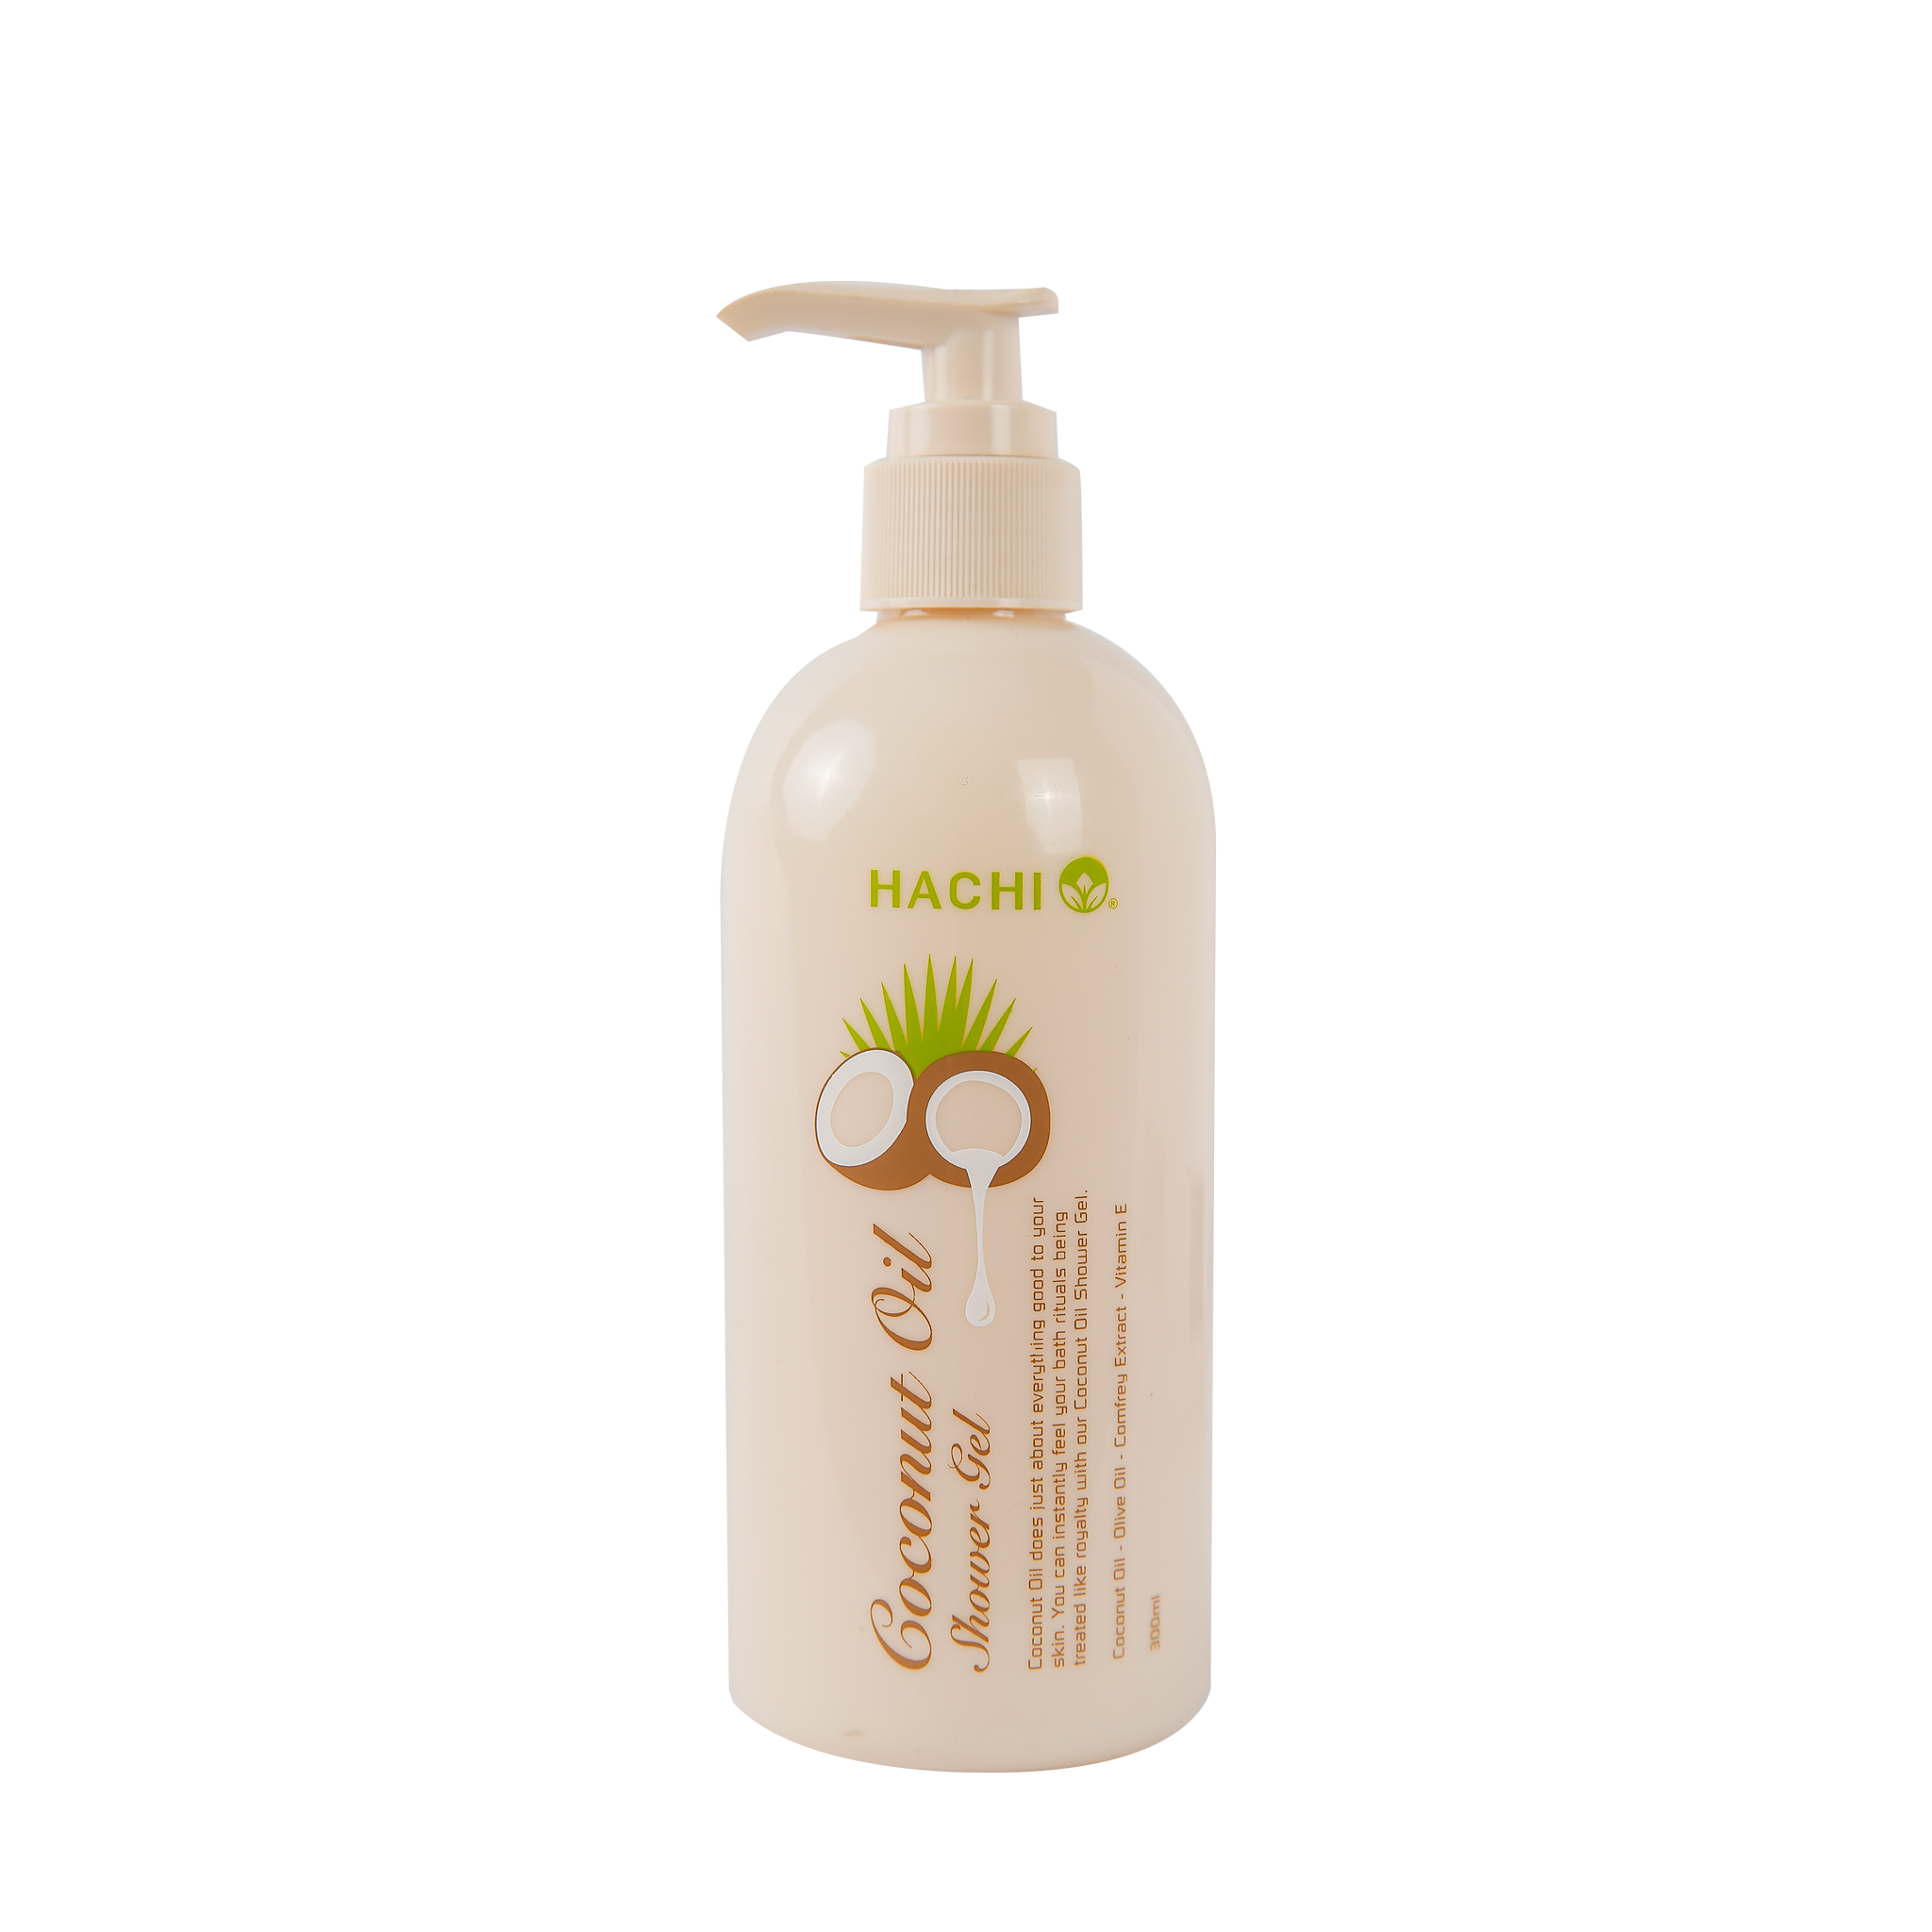 HACHI
®
Coconut Oil
Shower Gel
Coconut Oil does just about everything good to your
skin. You can instantly feel your bath rituals being
treated like royalty with our Coconut Oil Shower Gel.
Coconut Oil - Olive Oil - Comfrey Extract - Vitamin E
300ml